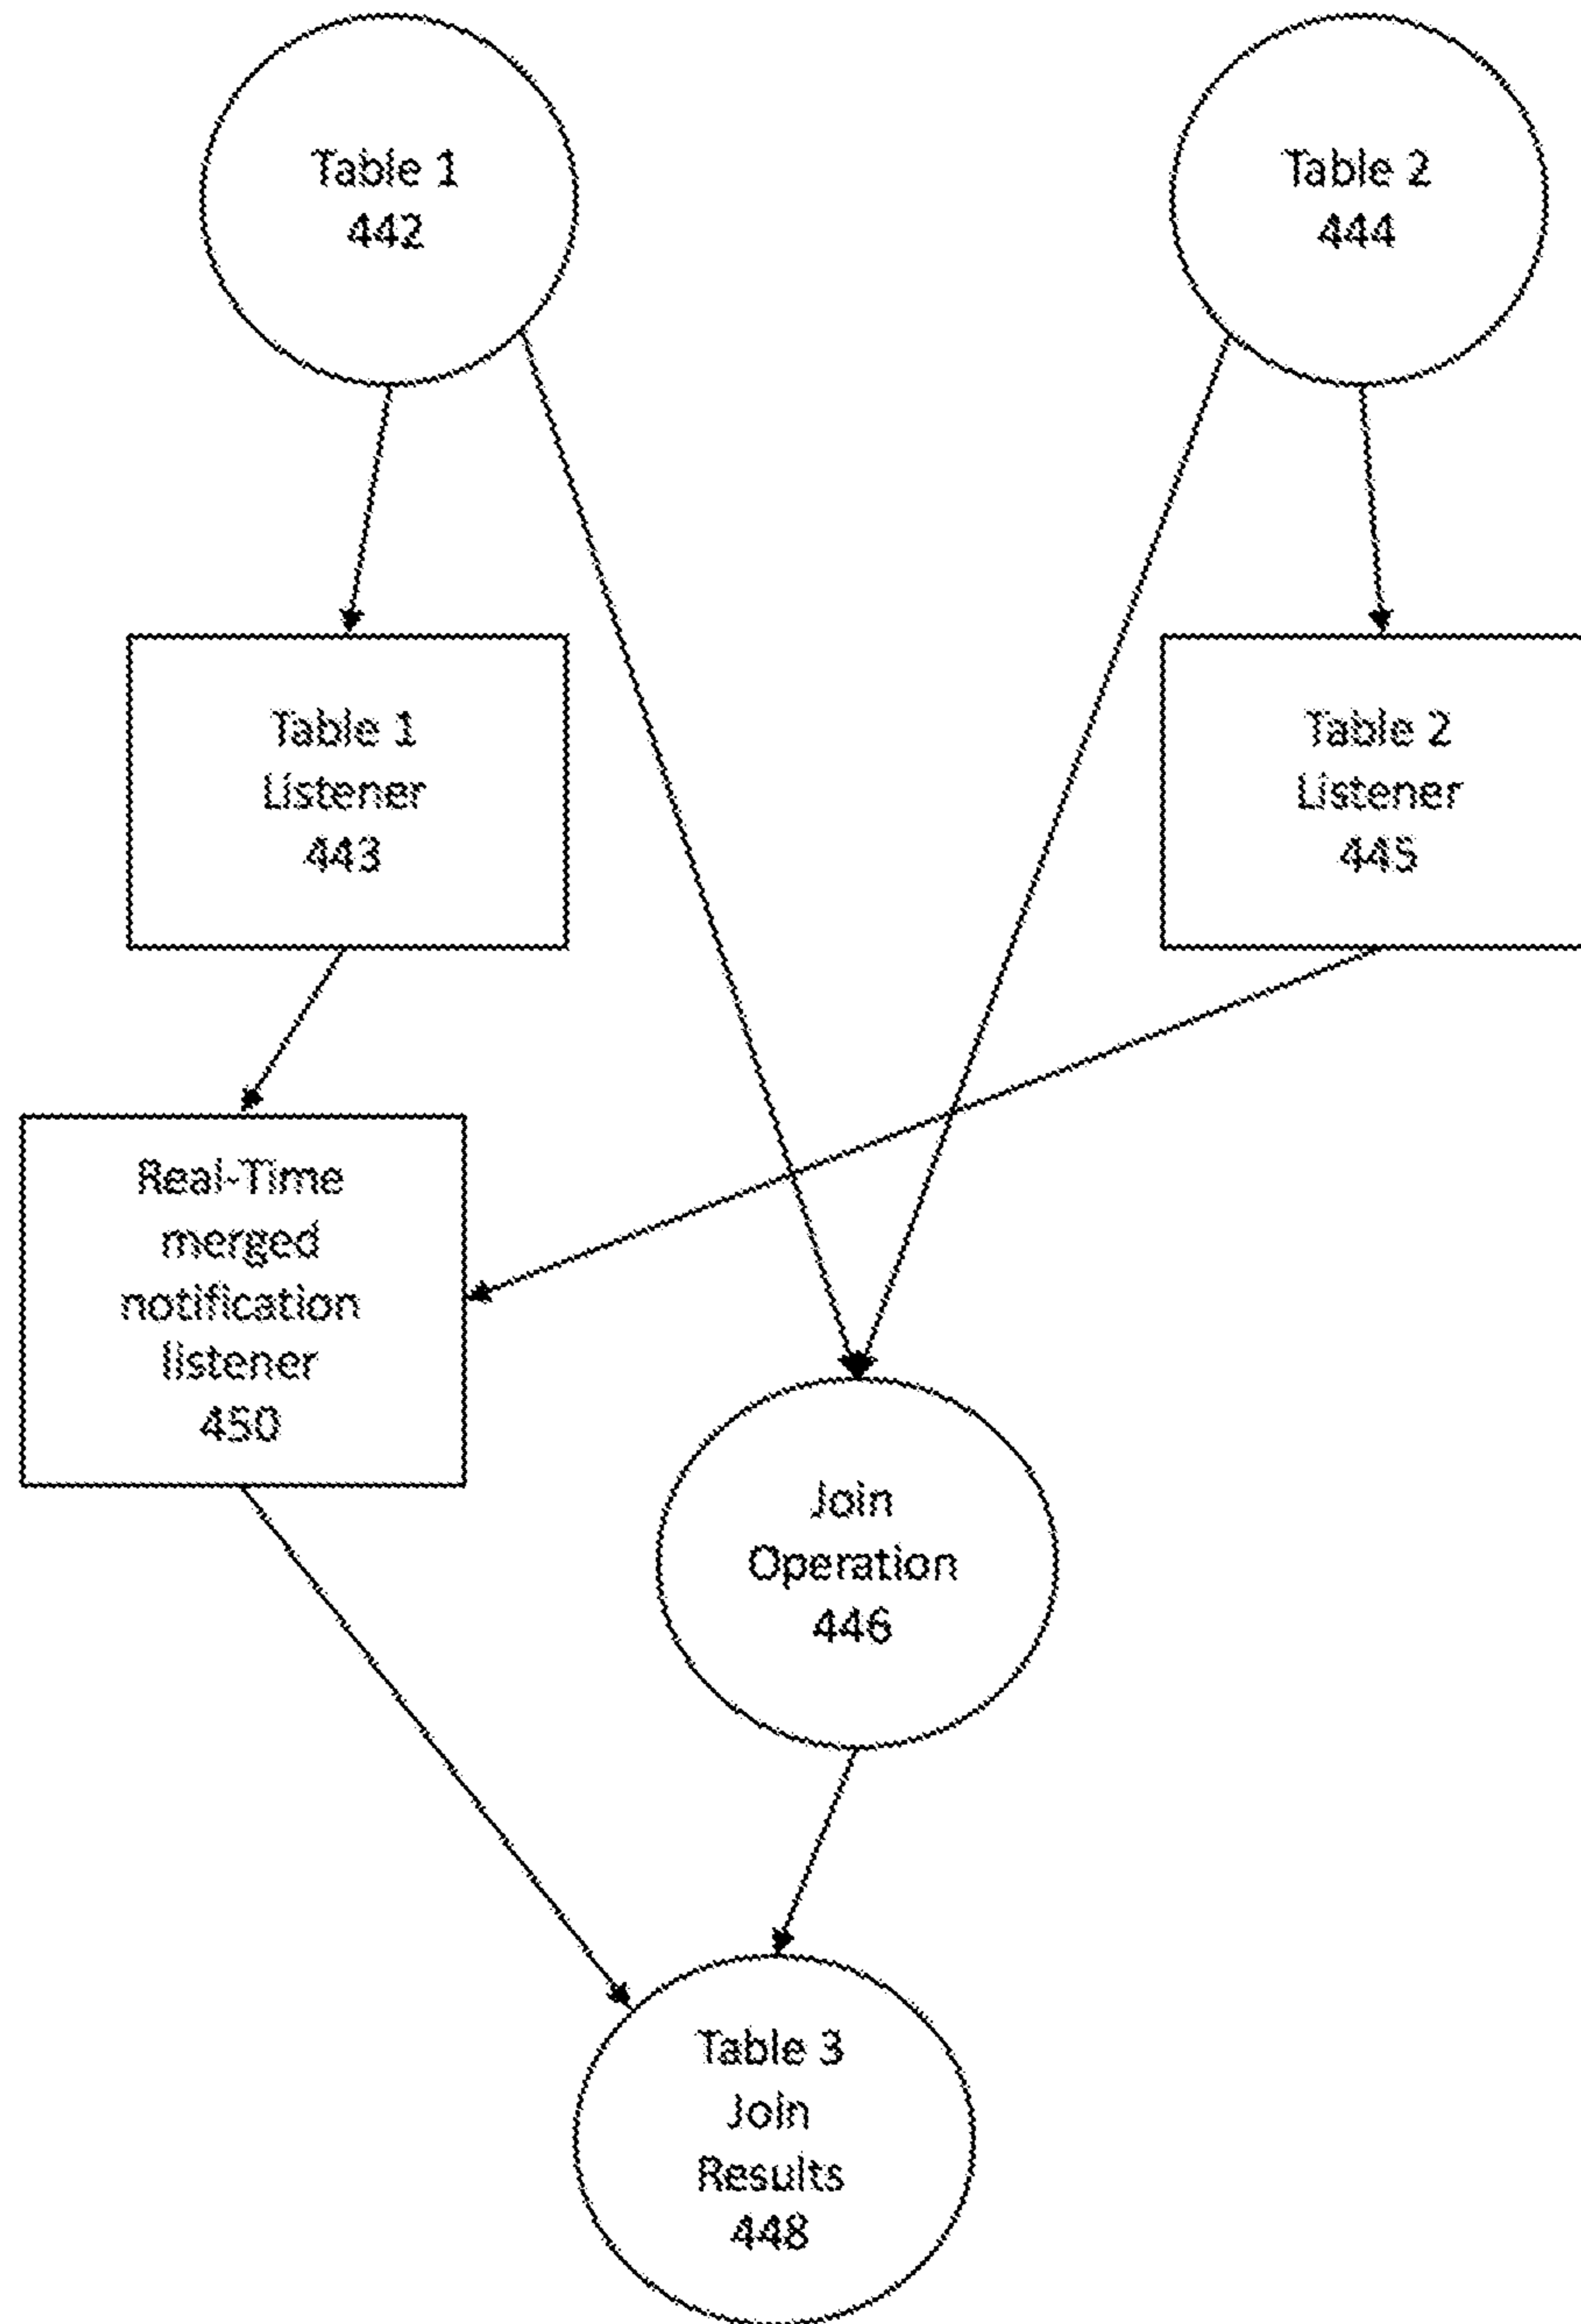 Table 1
442
Table 2
444
Table 1
Listener
443
Table 2
Listener
445
Real-Time
merged
notification
listener
450
Join
Operation
446
Table 3
Join
Results
448